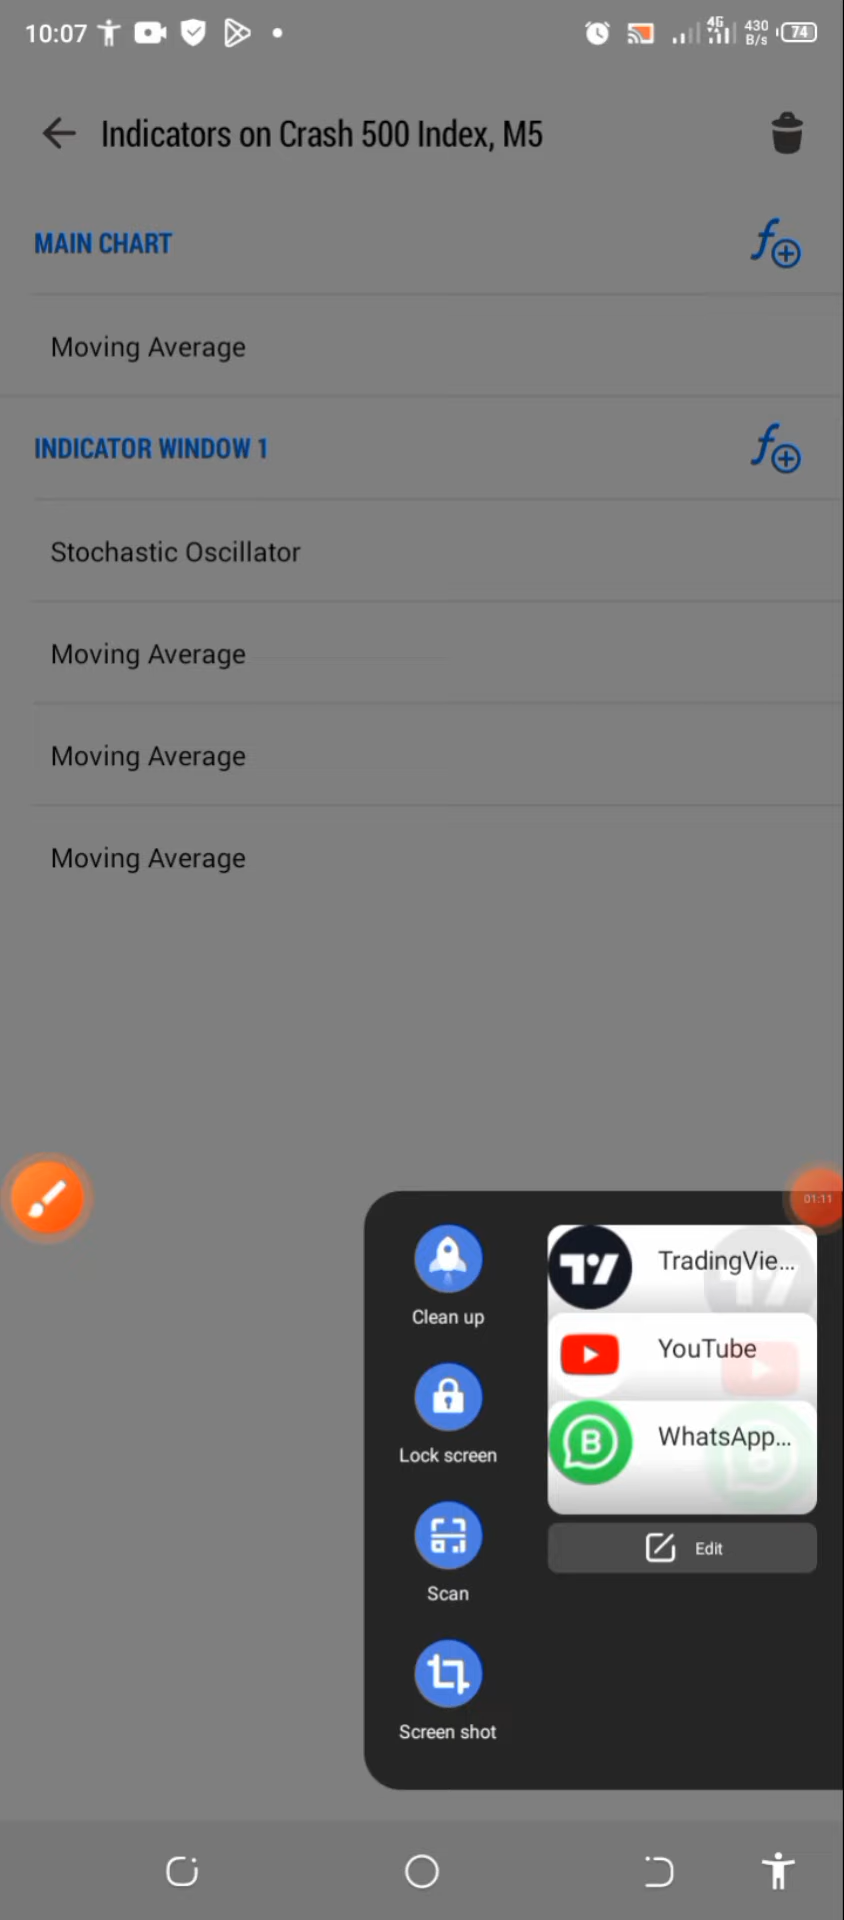 10:07
4G 430 B/s 74
Indicators on Crash 500 Index, M5
MAIN CHART
Moving Average
INDICATOR WINDOW 1
Stochastic Oscillator
Moving Average
Moving Average
Moving Average
01:11
Clean up
TradingVie...
YouTube
Lock screen
WhatsApp...
Edit
Scan
Screen shot